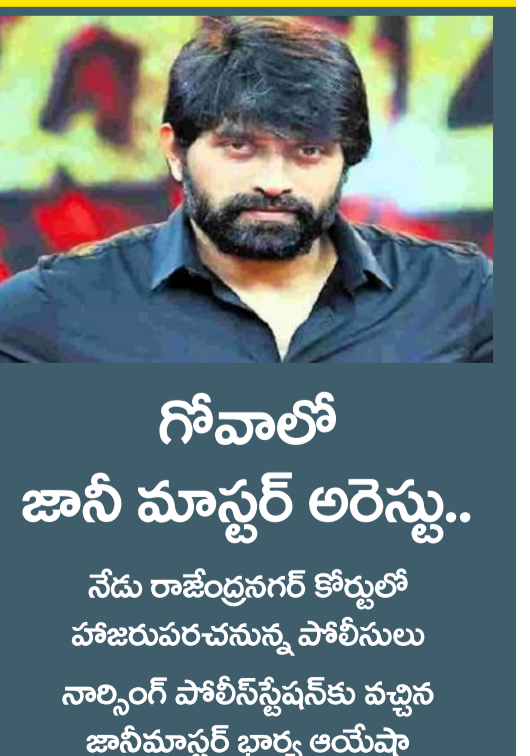 గోవాలో
జానీ మాస్టర్ అరెస్టు..
నేడు రాజేంద్రనగర్ కోర్టులో
హాజరుపరచనున్న పోలీసులు
నార్సింగ్ పోలీస్‌స్టేషన్‌కు వచ్చిన
జానీమాస్టర్ భార్య ఆయేషా